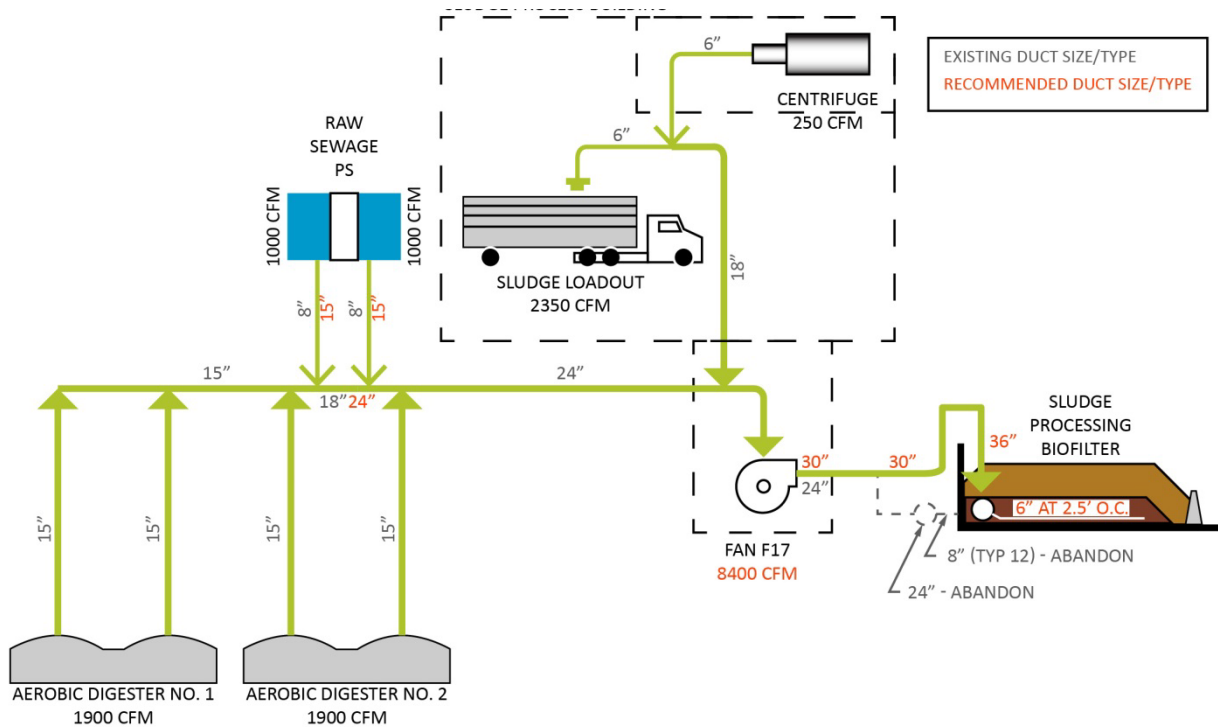 6”
EXISTING DUCT SIZE/TYPE
RECOMMENDED DUCT SIZE/TYPE
CENTRIFUGE
250 CFM
RAW
SEWAGE
PS
6”
1000 CFM
1000 CFM
18”
SLUDGE LOADOUT
2350 CFM
8”
15”
8”
15”
15”
24”
18” 24”
SLUDGE
PROCESSING
BIOFILTER
36”
30”
30”
24”
6” AT 2.5’ O.C.
15”
15”
15”
15”
FAN F17
8400 CFM
8” (TYP 12) - ABANDON
24” - ABANDON
AEROBIC DIGESTER NO. 1
1900 CFM
AEROBIC DIGESTER NO. 2
1900 CFM